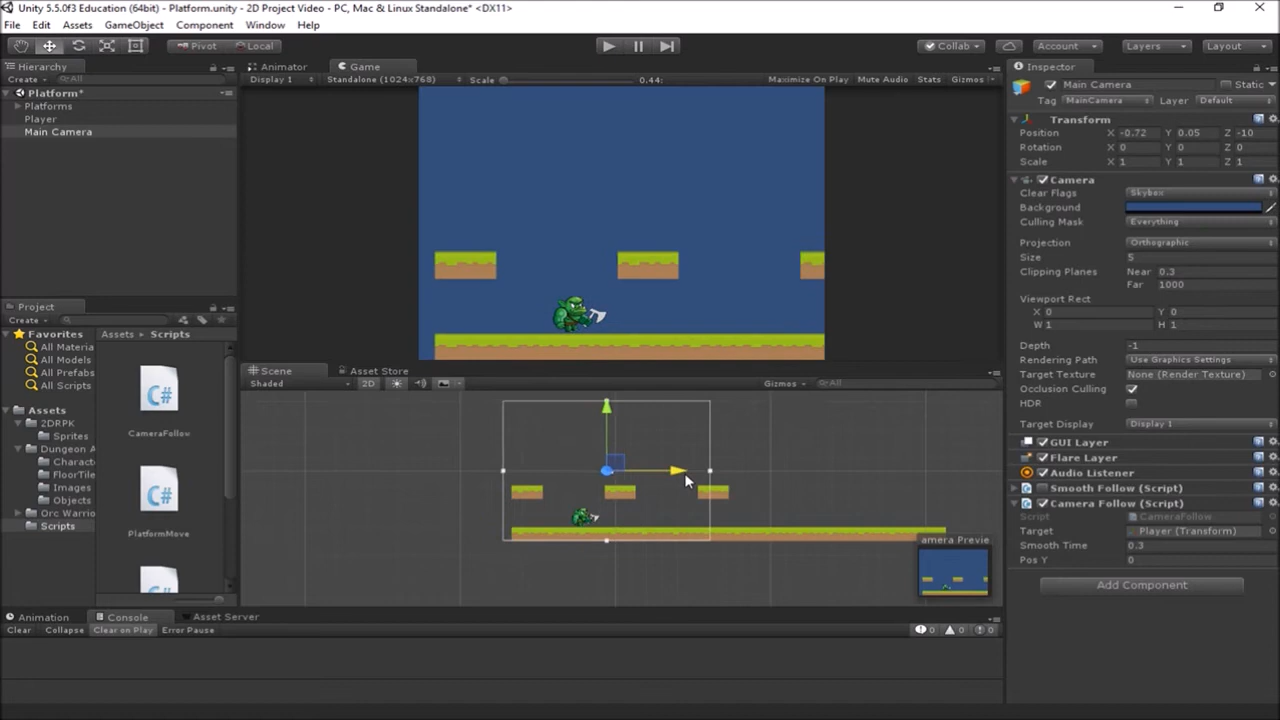 Unity 5.5.0f3 Education (64bit) - Platform.unity - 2D Project Video - PC, Mac & Linux Standalone* <DX11>
File Edit Assets GameObject Component Window Help
Pivot Local Collab Account Layers Layout
Hierarchy
Create All
Platform*
Platforms
Player
Main Camera
Animator Game
Display 1 Standalone (1024x768) Scale 0.44: Maximize On Play Mute Audio Stats Gizmos
Scene Asset Store
Shaded 2D Gizmos All
amera Previe
Project
Create
Favorites
All Materia
All Models
All Prefabs
All Scripts
Assets
2DRPK
Sprites
Dungeon A
Charact
FloorTile
Images
Objects
Orc Warrio
Scripts
Assets Scripts
C#
CameraFollow
C#
PlatformMove
C#
Animation Console Asset Server
Clear Collapse Clear on Play Error Pause 0 0 0
Inspector
Main Camera Static
Tag MainCamera Layer Default
Transform
Position X -0.72 Y 0.05 Z -10
Rotation X 0 Y 0 Z 0
Scale X 1 Y 1 Z 1
Camera
Clear Flags Skybox
Background
Culling Mask Everything
Projection Orthographic
Size 5
Clipping Planes Near 0.3
Far 1000
Viewport Rect
X 0 Y 0
W 1 H 1
Depth -1
Rendering Path Use Graphics Settings
Target Texture None (Render Texture)
Occlusion Culling
HDR
Target Display Display 1
GUI Layer
Flare Layer
Audio Listener
Smooth Follow (Script)
Camera Follow (Script)
Script CameraFollow
Target Player (Transform)
Smooth Time 0.3
Pos Y 0
Add Component